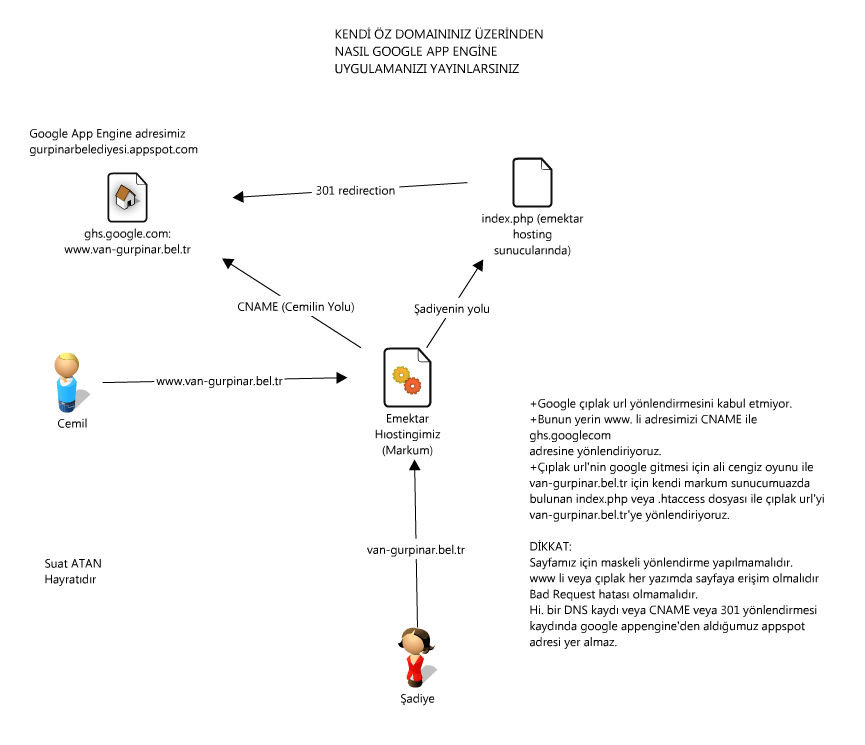 KENDİ ÖZ DOMAININIZ ÜZERİNDEN
NASIL GOOGLE APP ENGİNE
UYGULAMANIZI YAYINLARSINIZ
Google App Engine adresimiz
gurpinarbelediyesi.appspot.com
301 redirection
ghs.google.com:
www.van-gurpinar.bel.tr
index.php (emektar
hosting
sunucularında)
CNAME (Cemilin Yolu)
Şadiyenin yolu
www.van-gurpinar.bel.tr
Cemil
Emektar
Hıostingimiz
(Markum)
+Google çıplak url yönlendirmesini kabul etmiyor.
+Bunun yerin www. li adresimizi CNAME ile
ghs.googlecom
adresine yönlendiriyoruz.
+Çıplak url'nin google gitmesi için ali cengiz oyunu ile
van-gurpinar.bel.tr için kendi markum sunucumuazda
bulunan index.php veya .htaccess dosyası ile çıplak url'yi
van-gurpinar.bel.tr'ye yönlendiriyoruz.
van-gurpinar.bel.tr
DİKKAT:
Sayfamız için maskeli yönlendirme yapılmamalıdır.
www li veya çıplak her yazımda sayfaya erişim olmalıdır
Bad Request hatası olmamalıdır.
Hi. bir DNS kaydı veya CNAME veya 301 yönlendirmesi
kaydında google appengine'den aldığumuz appspot
adresi yer almaz.
Suat ATAN
Hayratıdır
Şadiye